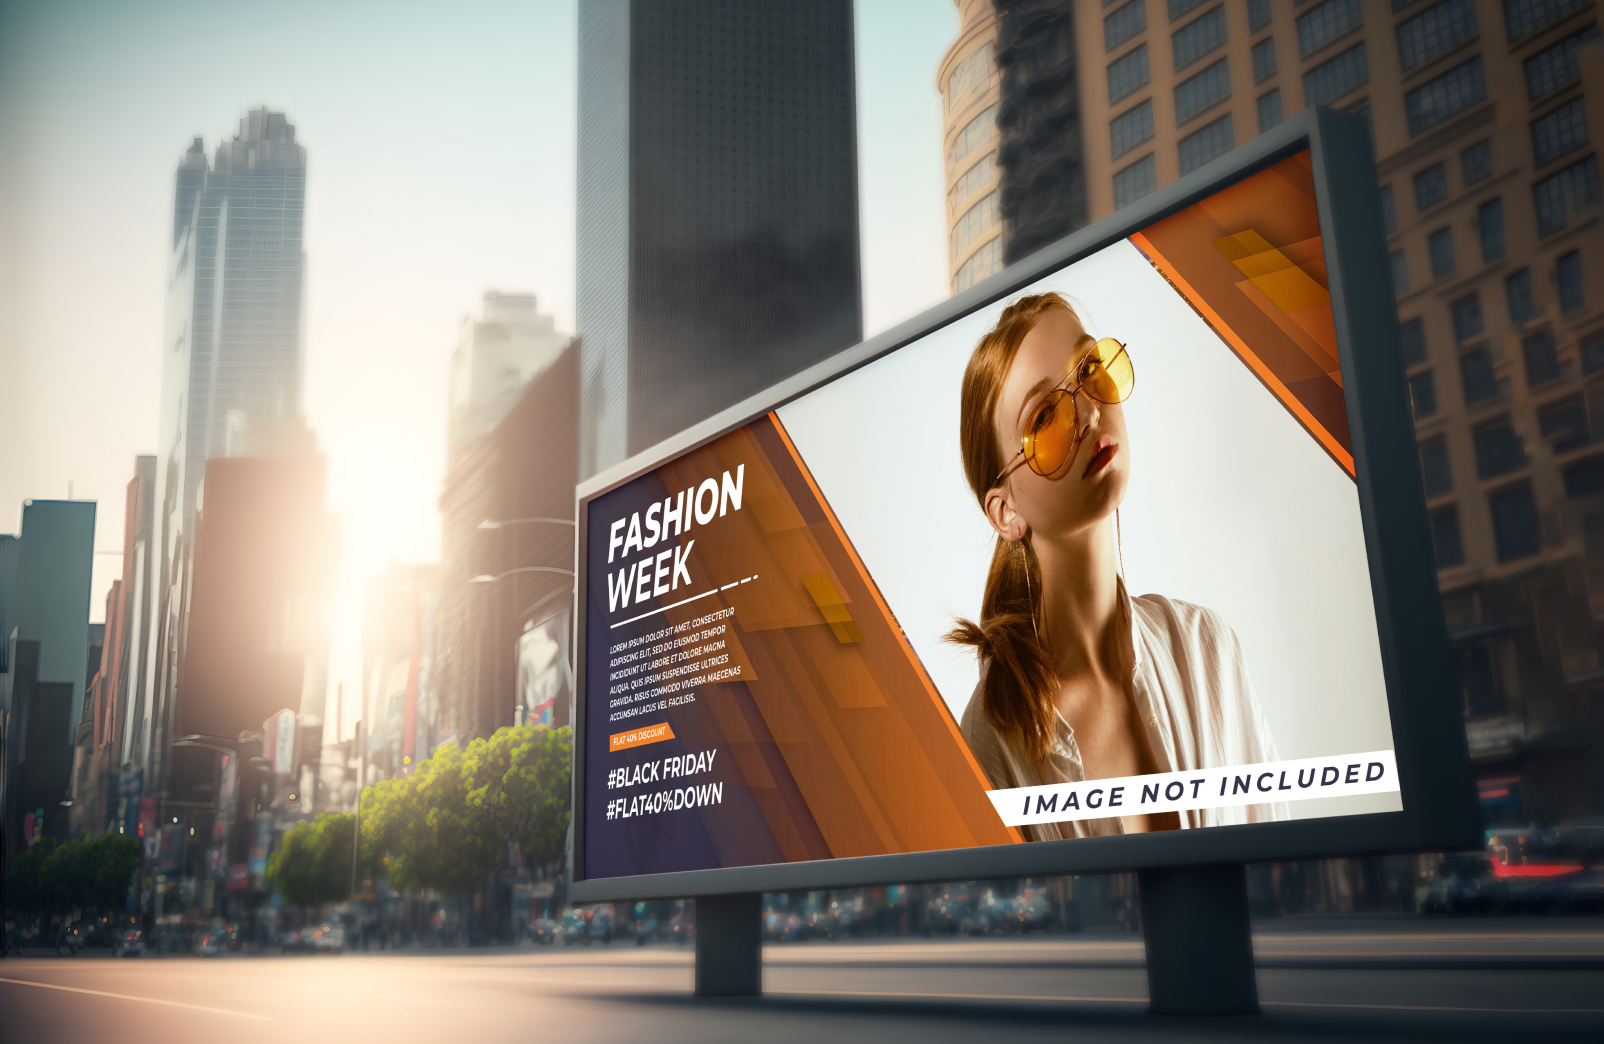 FASHION
WEEK
LOREM IPSUM DOLOR SIT AMET, CONSECTETUR
ADIPISCING ELIT, SED DO EIUSMOD TEMPOR
INCIDIDUNT UT LABORE ET DOLORE MAGNA
ALIQUA. QUIS IPSUM SUSPENDISSE ULTRICES
GRAVIDA. RISUS COMMODO VIVERRA MAECENAS
ACCUMSAN LACUS VEL FACILISIS.
FLAT 40% DISCOUNT
#BLACK FRIDAY
#FLAT40%DOWN
IMAGE NOT INCLUDED